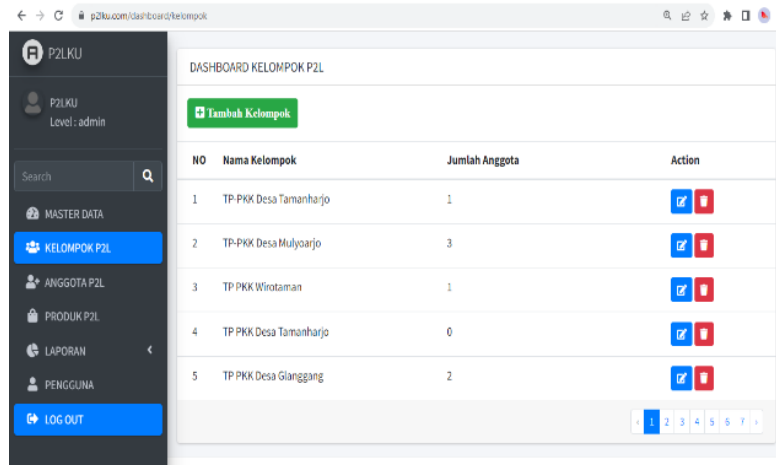 p2lku.com/dashboard/kelompok
P2LKU
P2LKU
Level : admin
Search
MASTER DATA
KELOMPOK P2L
ANGGOTA P2L
PRODUK P2L
LAPORAN
PENGGUNA
LOG OUT
DASHBOARD KELOMPOK P2L
Tambah Kelompok
NO Nama Kelompok Jumlah Anggota Action
1 TP-PKK Desa Tamanharjo 1
2 TP-PKK Desa Mulyoarjo 3
3 TP PKK Wirotaman 1
4 TP PKK Desa Tamanharjo 0
5 TP PKK Desa Glanggang 2
‹ 1 2 3 4 5 6 7 ›